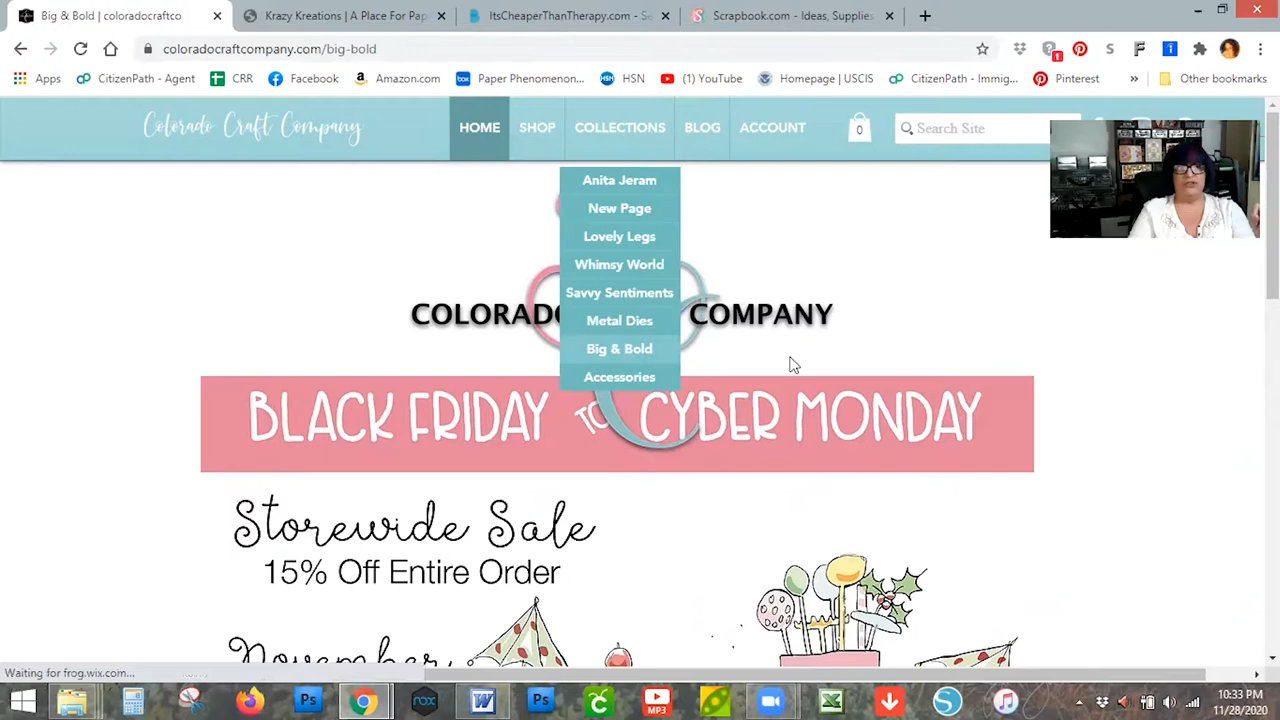 Big & Bold | coloradocraftco
Krazy Kreations | A Place For Pap
ItsCheaperThanTherapy.com - Se
Scrapbook.com - Ideas, Supplies
coloradocraftcompany.com/big-bold
Apps
CitizenPath - Agent
CRR
Facebook
Amazon.com
Paper Phenomenon...
HSN
(1) YouTube
Homepage | USCIS
CitizenPath - Immig...
Pinterest
Other bookmarks
Colorado Craft Company
HOME
SHOP
COLLECTIONS
BLOG
ACCOUNT
0
Search Site
Anita Jeram
New Page
Lovely Legs
Whimsy World
Savvy Sentiments
Metal Dies
Big & Bold
Accessories
COLORADO COMPANY
BLACK FRIDAY TO CYBER MONDAY
Storewide Sale
15% Off Entire Order
November
Waiting for frog.wix.com...
10:33 PM
11/28/2020